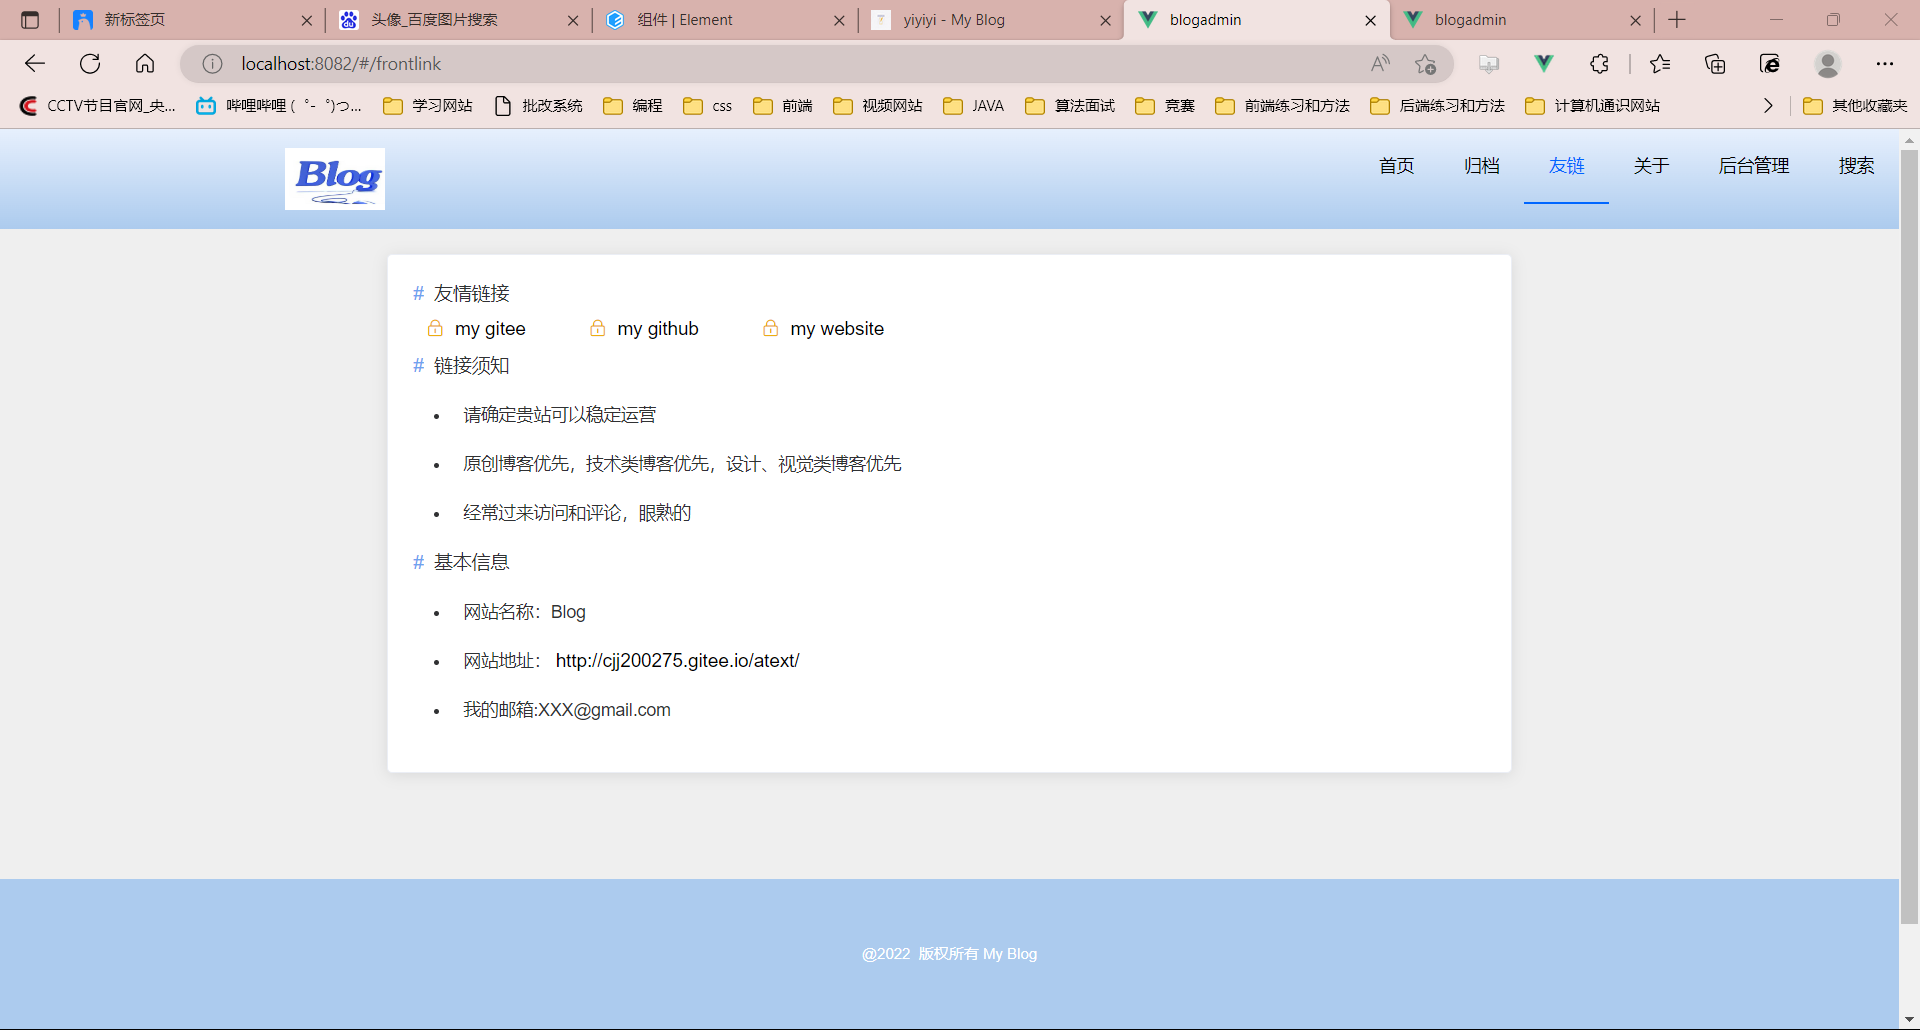 新标签页
头像_百度图片搜索
组件 | Element
yiyiyi - My Blog
blogadmin
blogadmin
localhost:8082/#/frontlink
CCTV节目官网_央...
哔哩哔哩 ( ゜- ゜)つ...
学习网站
批改系统
编程
css
前端
视频网站
JAVA
算法面试
竞赛
前端练习和方法
后端练习和方法
计算机通识网站
其他收藏夹
Blog
首页
归档
友链
关于
后台管理
搜索
# 友情链接
my gitee
my github
my website
# 链接须知
• 请确定贵站可以稳定运营
• 原创博客优先，技术类博客优先，设计、视觉类博客优先
• 经常过来访问和评论，眼熟的
# 基本信息
• 网站名称：Blog
• 网站地址： http://cjj200275.gitee.io/atext/
• 我的邮箱:XXX@gmail.com
@2022 版权所有 My Blog